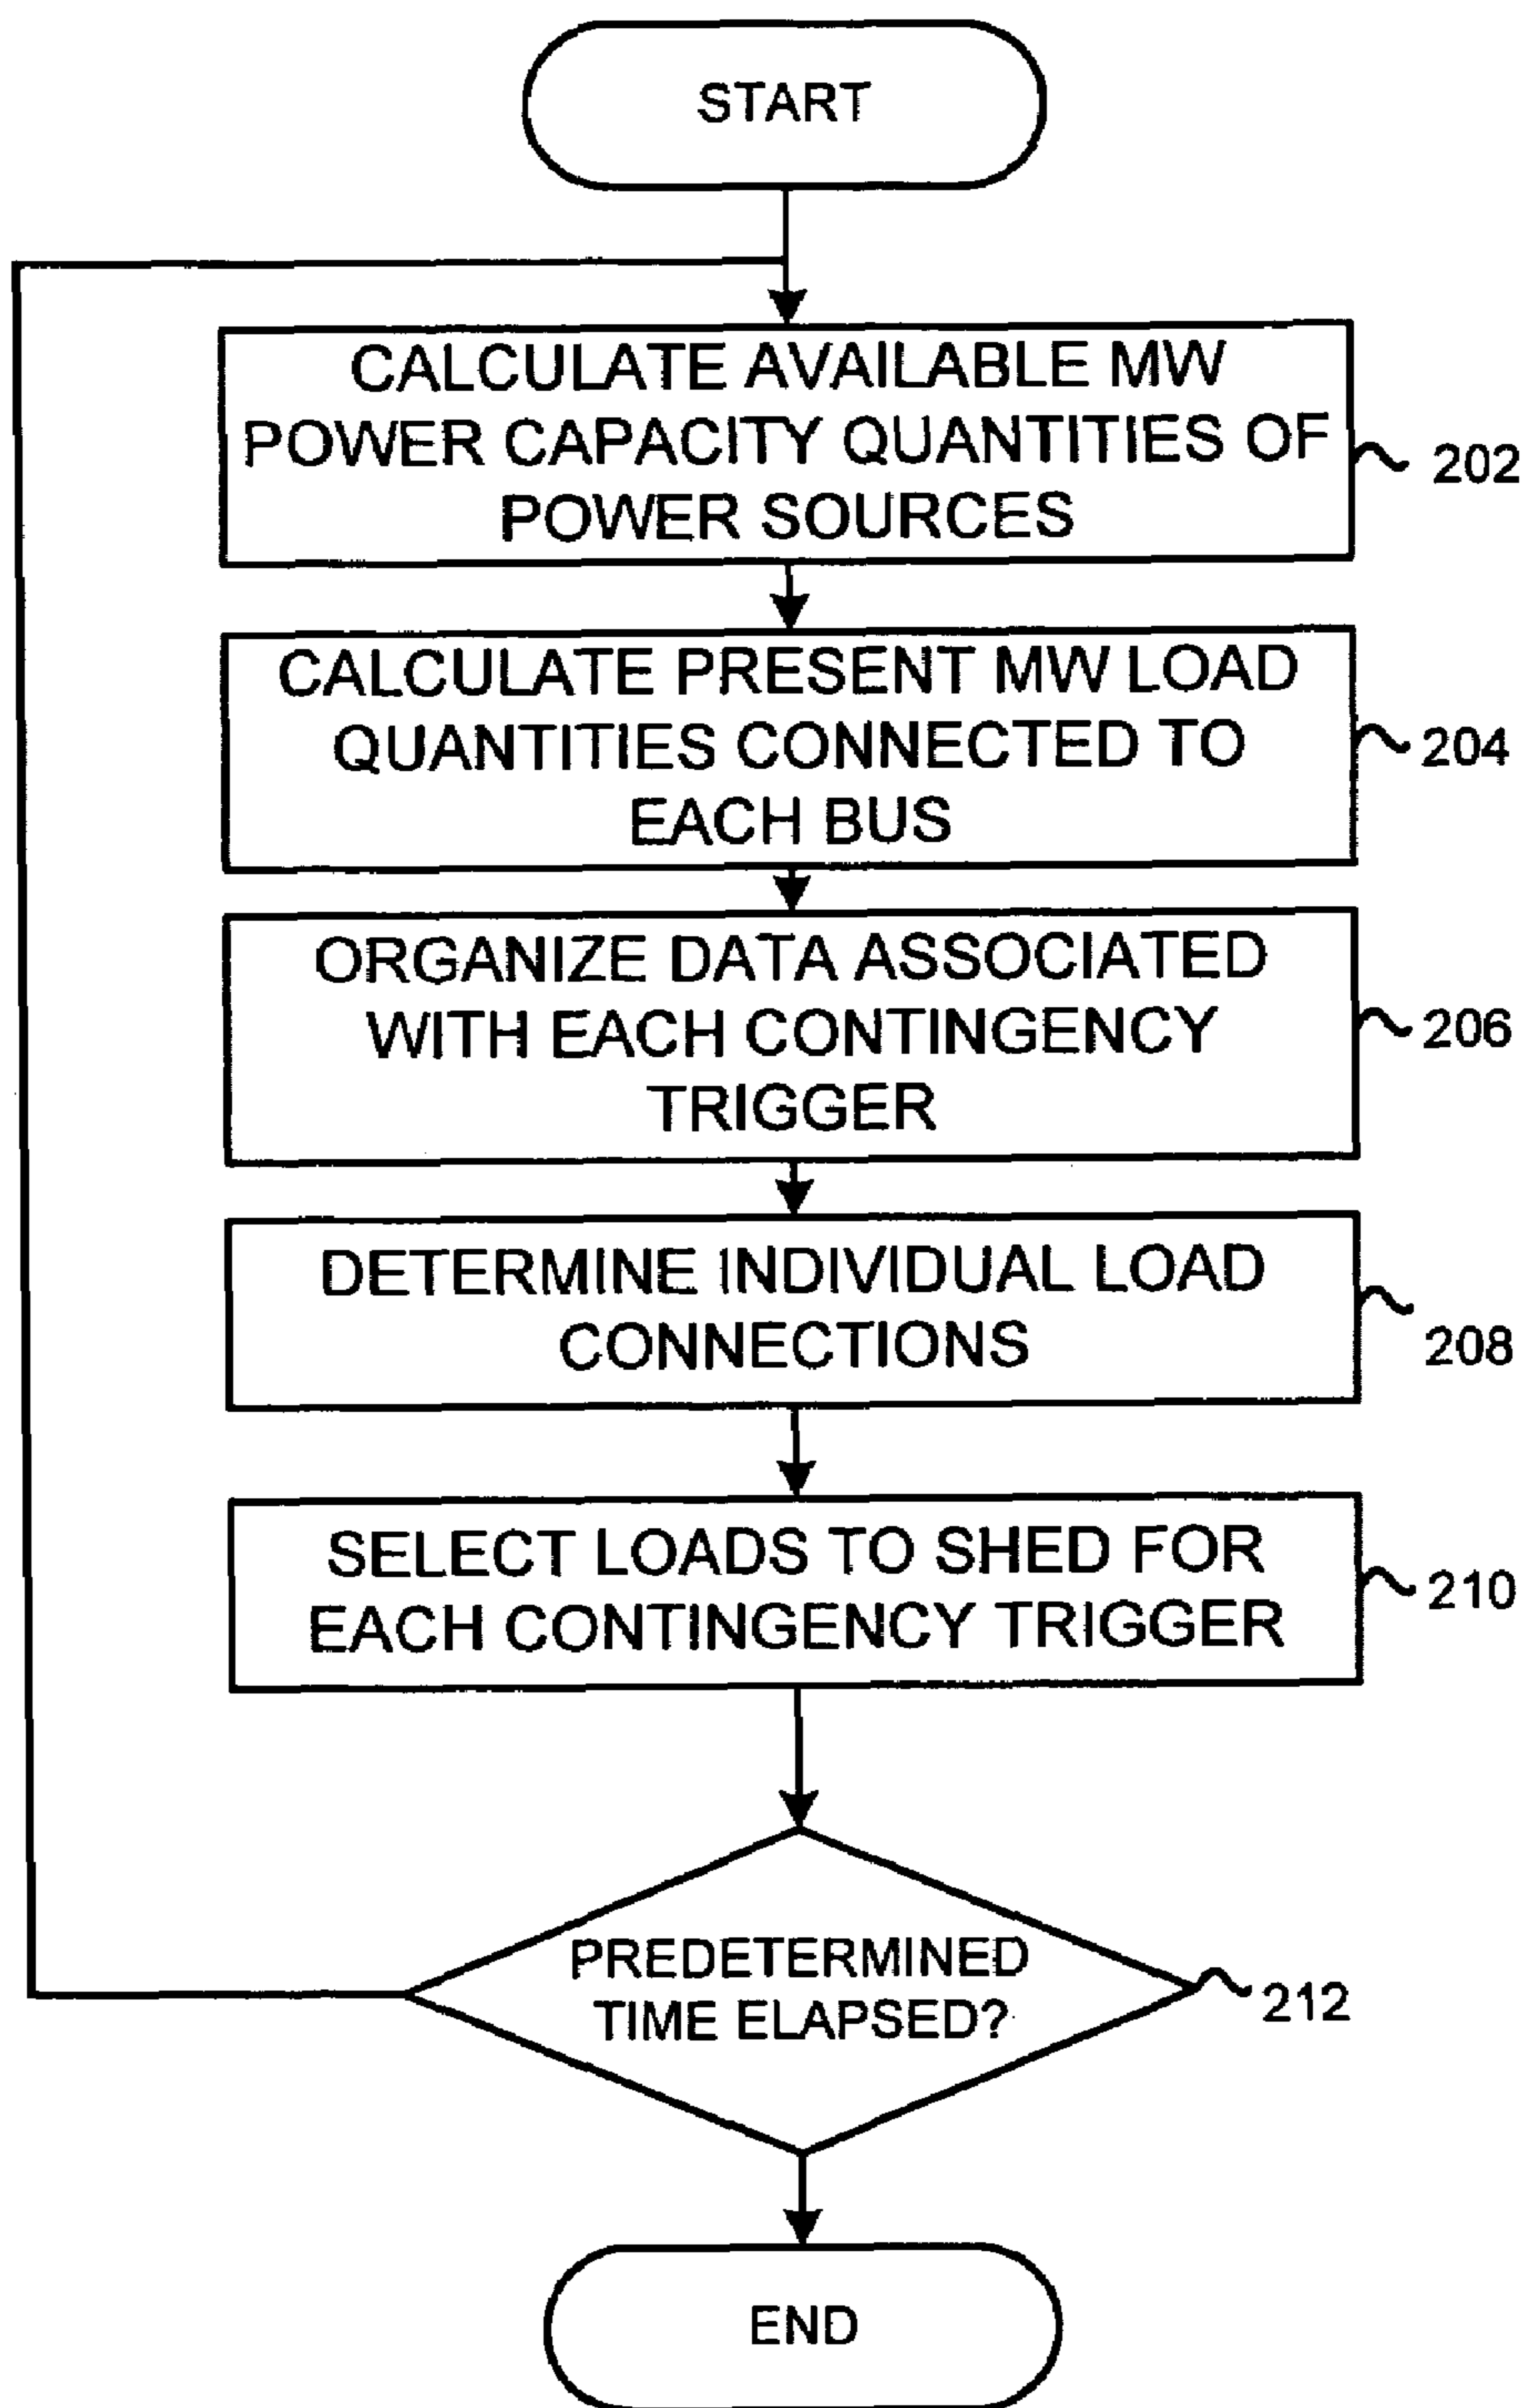 START
CALCULATE AVAILABLE MW
POWER CAPACITY QUANTITIES OF
POWER SOURCES
202
CALCULATE PRESENT MW LOAD
QUANTITIES CONNECTED TO
EACH BUS
204
ORGANIZE DATA ASSOCIATED
WITH EACH CONTINGENCY
TRIGGER
206
DETERMINE INDIVIDUAL LOAD
CONNECTIONS
208
SELECT LOADS TO SHED FOR
EACH CONTINGENCY TRIGGER
210
PREDETERMINED
TIME ELAPSED?
212
END